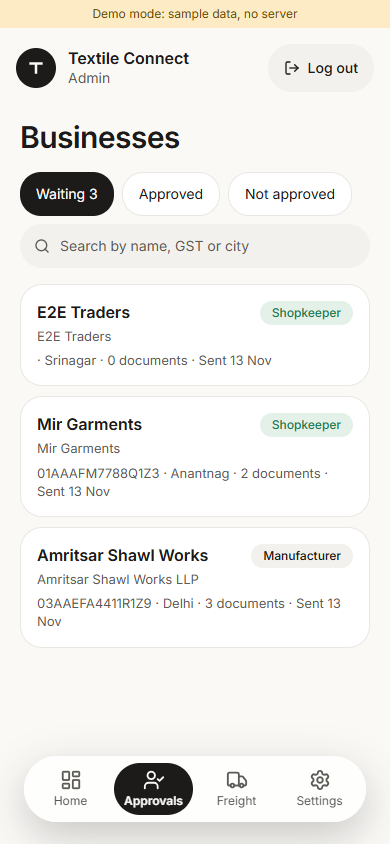 Demo mode: sample data, no server
T
Textile Connect
Admin
Log out
Businesses
Waiting 3
Approved
Not approved
Search by name, GST or city
E2E Traders
Shopkeeper
E2E Traders
· Srinagar · 0 documents · Sent 13 Nov
Mir Garments
Shopkeeper
Mir Garments
01AAAFM7788Q1Z3 · Anantnag · 2 documents ·
Sent 13 Nov
Amritsar Shawl Works
Manufacturer
Amritsar Shawl Works LLP
03AAEFA4411R1Z9 · Delhi · 3 documents · Sent 13
Nov
Home
Approvals
Freight
Settings